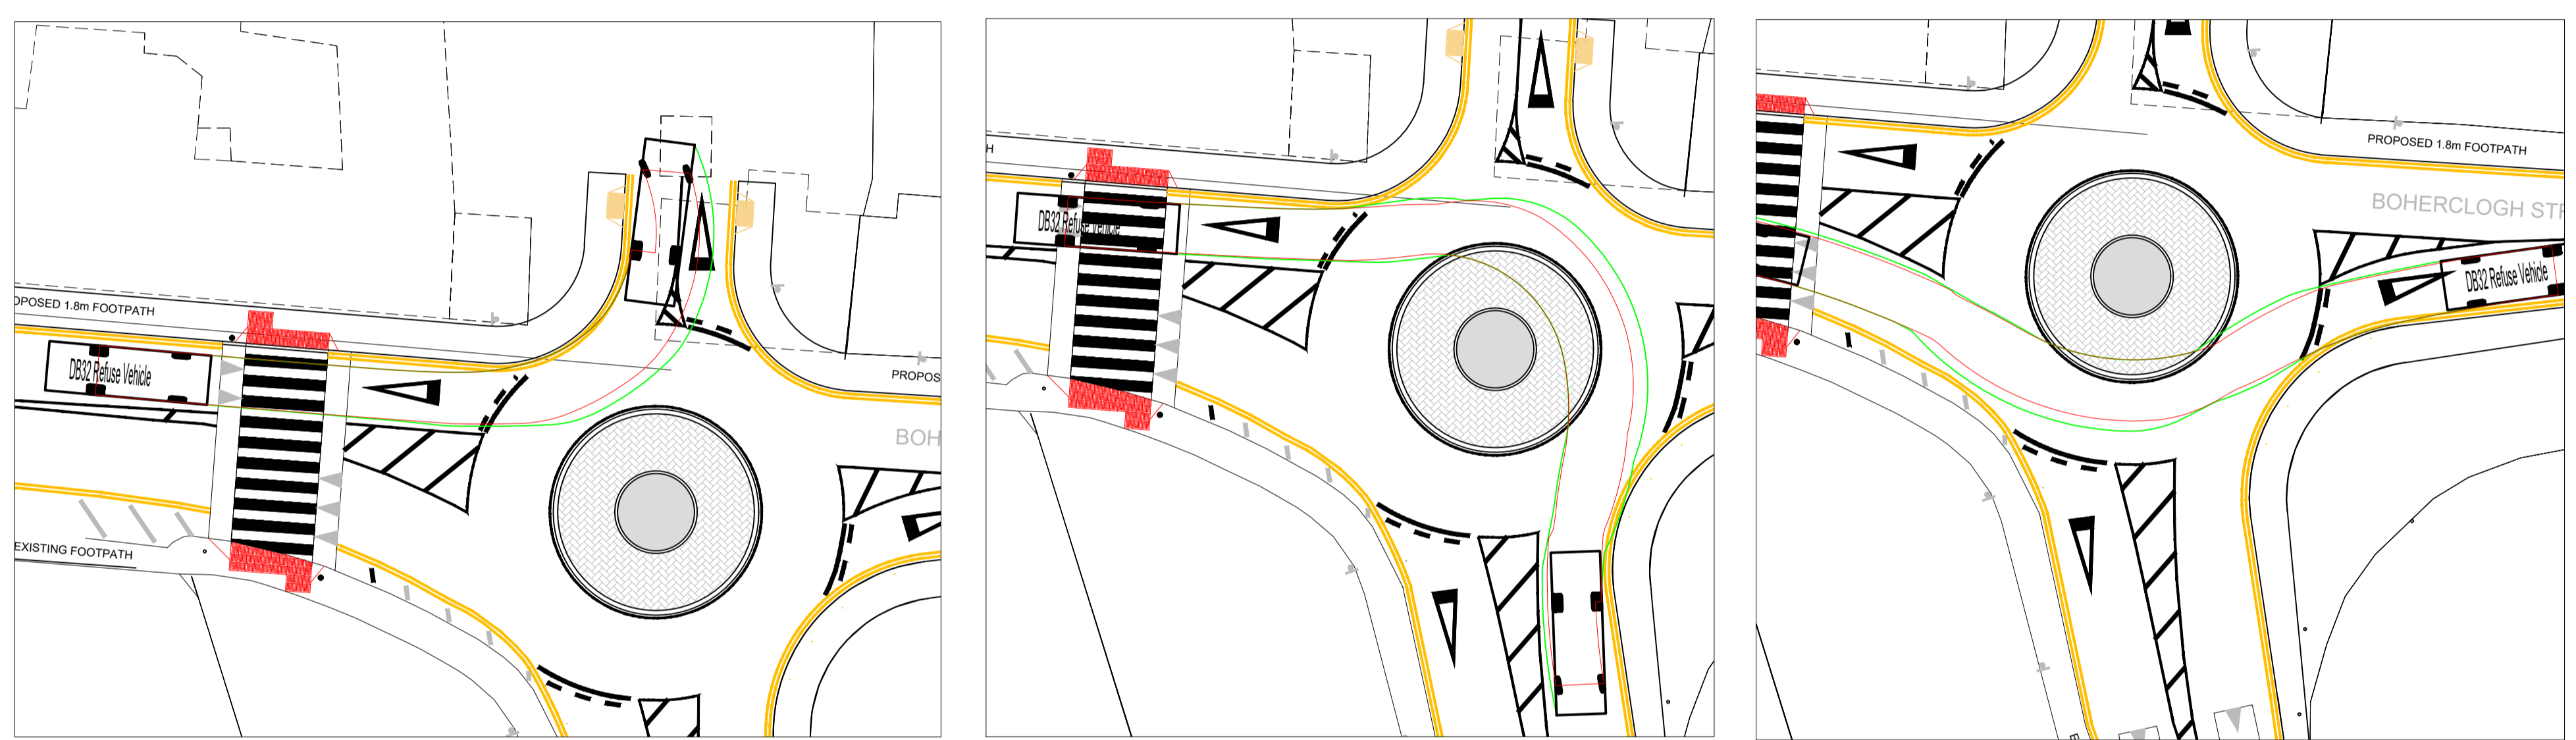 OPOSED 1.8m FOOTPATH
DB32 Refuse Vehicle
PROPOS
BOH
EXISTING FOOTPATH
H
DB32 Refuse Vehicle
PROPOSED 1.8m FOOTPATH
BOHERCLOGH STR
DB32 Refuse Vehicle